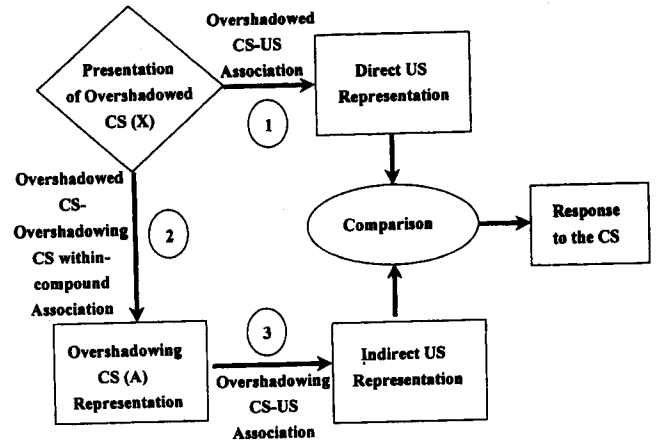 Overshadowed
CS-US
Association
Presentation
of Overshadowed
CS (X)
1
Direct US
Representation
Overshadowed
CS-
Overshadowing
CS within-
compound
Association
2
Comparison
Response
to the CS
Overshadowing
CS (A)
Representation
3
Overshadowing
CS-US
Association
Indirect US
Representation